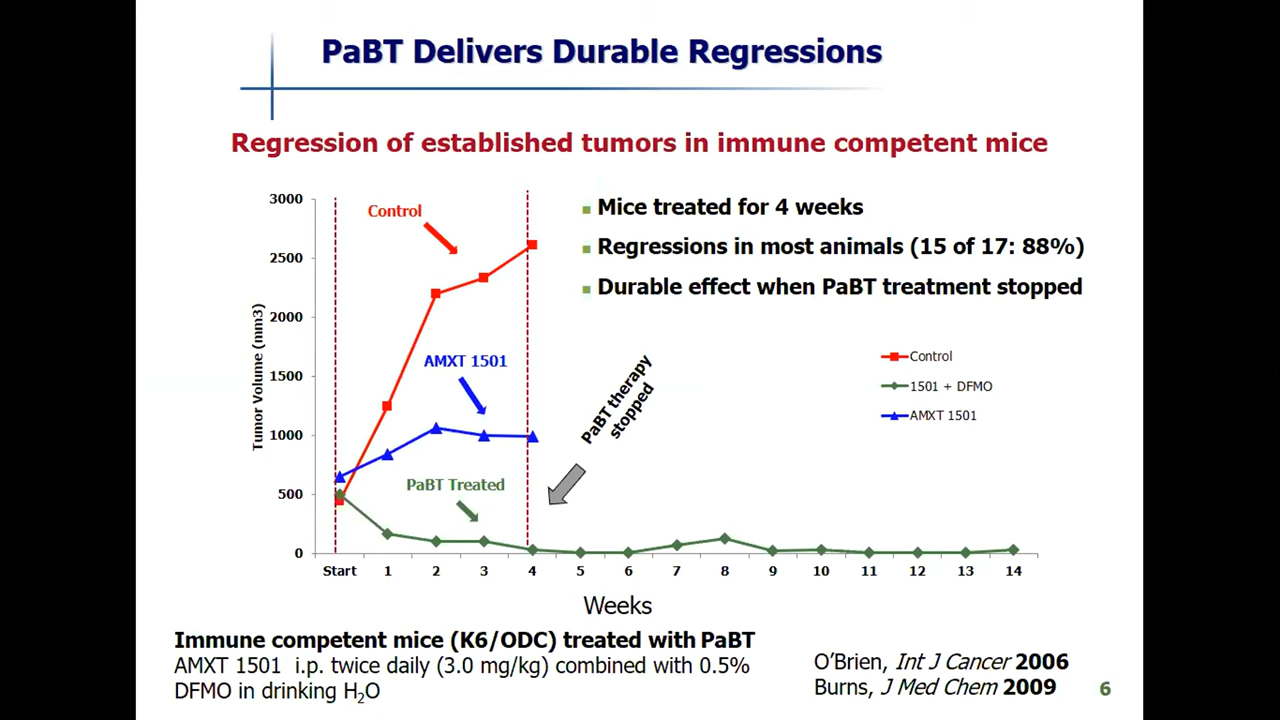 PaBT Delivers Durable Regressions
Regression of established tumors in immune competent mice
Mice treated for 4 weeks
Regressions in most animals (15 of 17: 88%)
Durable effect when PaBT treatment stopped
Tumor Volume (mm3)
3000
2500
2000
1500
1000
500
0
Control
AMXT 1501
PaBT Treated
PaBT therapy
stopped
Control
1501 + DFMO
AMXT 1501
Start 1 2 3 4 5 6 7 8 9 10 11 12 13 14
Weeks
Immune competent mice (K6/ODC) treated with PaBT
AMXT 1501 i.p. twice daily (3.0 mg/kg) combined with 0.5%
DFMO in drinking H₂O
O’Brien, Int J Cancer 2006
Burns, J Med Chem 2009
6